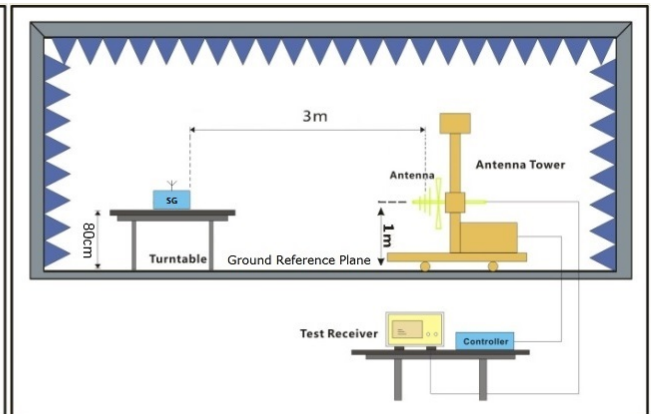 3m
Antenna
Antenna Tower
SG
80cm
1m
Turntable
Ground Reference Plane
Test Receiver
Controller